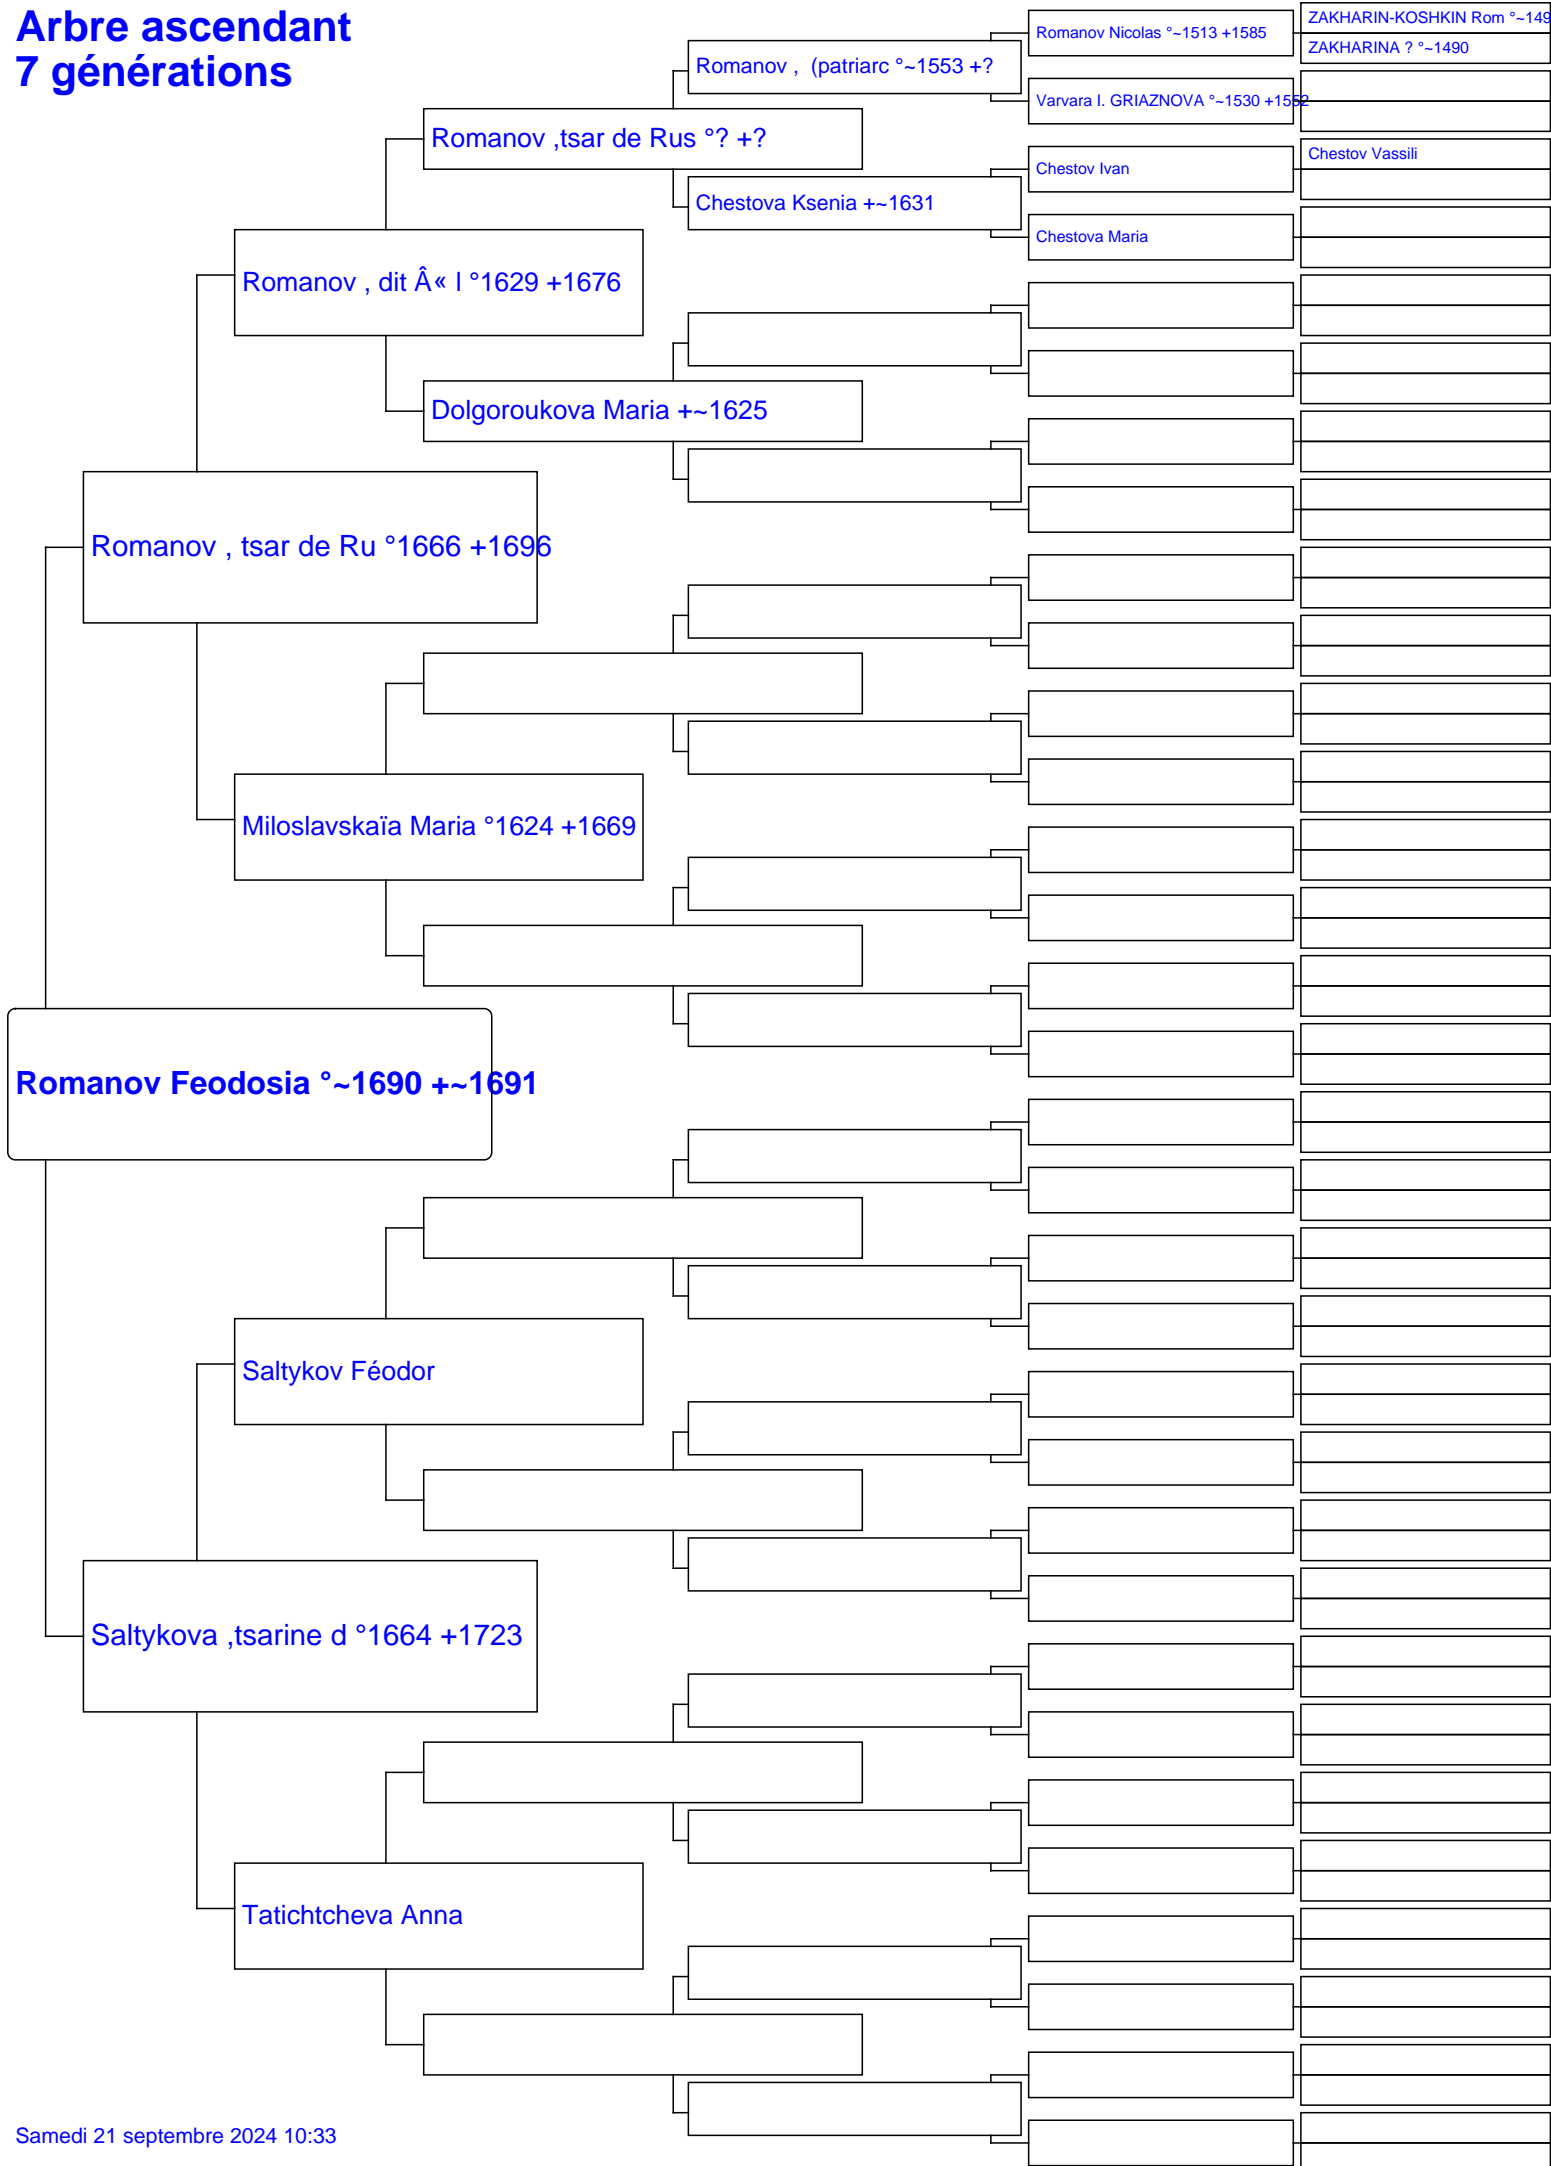 Arbre ascendant
7 générations
ZAKHARIN-KOSHKIN Rom °~149
Romanov Nicolas °~1513 +1585
ZAKHARINA ? °~1490
Romanov ,  (patriarc °~1553 +?
Varvara I. GRIAZNOVA °~1530 +1552
Romanov ,tsar de Rus °? +?
Chestov Vassili
Chestov Ivan
Chestova Ksenia +~1631
Chestova Maria
Romanov , dit Â« l °1629 +1676
Dolgoroukova Maria +~1625
Romanov , tsar de Ru °1666 +1696
Miloslavskaïa Maria °1624 +1669
Romanov Feodosia °~1690 +~1691
Saltykov Féodor
Saltykova ,tsarine d °1664 +1723
Tatichtcheva Anna
Samedi 21 septembre 2024 10:33